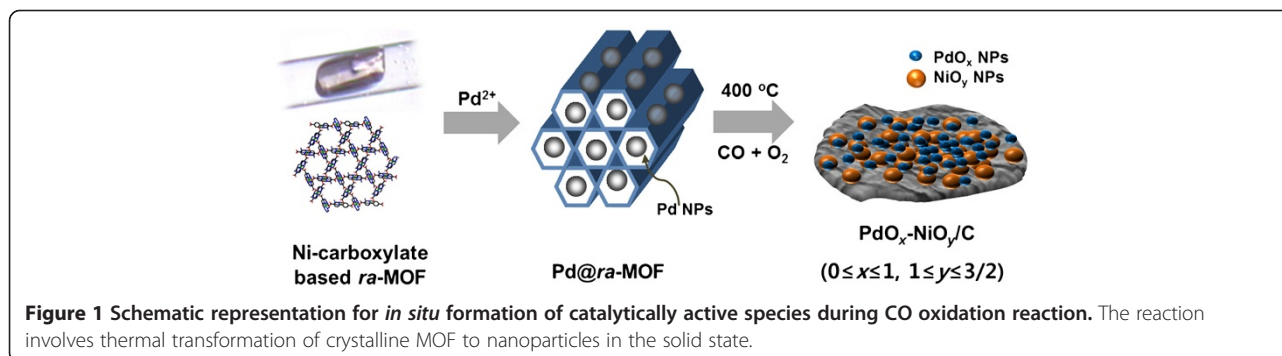 Pd²⁺
400 °C
CO + O₂
PdOₓ NPs
NiOᵧ NPs
Pd NPs
Ni-carboxylate
based ra-MOF
Pd@ra-MOF
PdOₓ-NiOᵧ/C
(0≤x≤1, 1≤y≤3/2)
Figure 1 Schematic representation for in situ formation of catalytically active species during CO oxidation reaction. The reaction
involves thermal transformation of crystalline MOF to nanoparticles in the solid state.